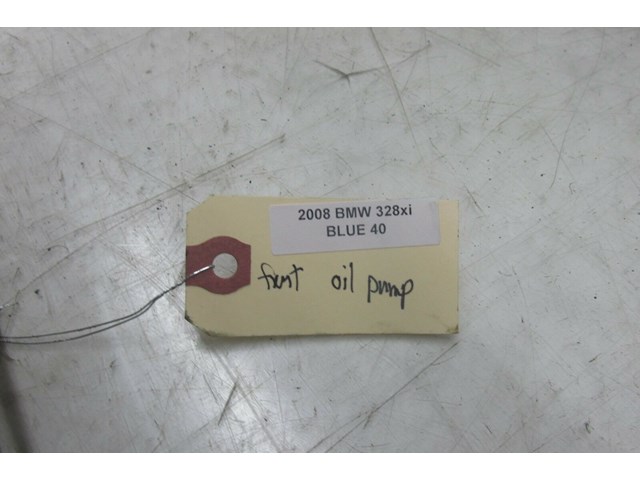 2008 BMW 328xi
BLUE 40
front oil pump